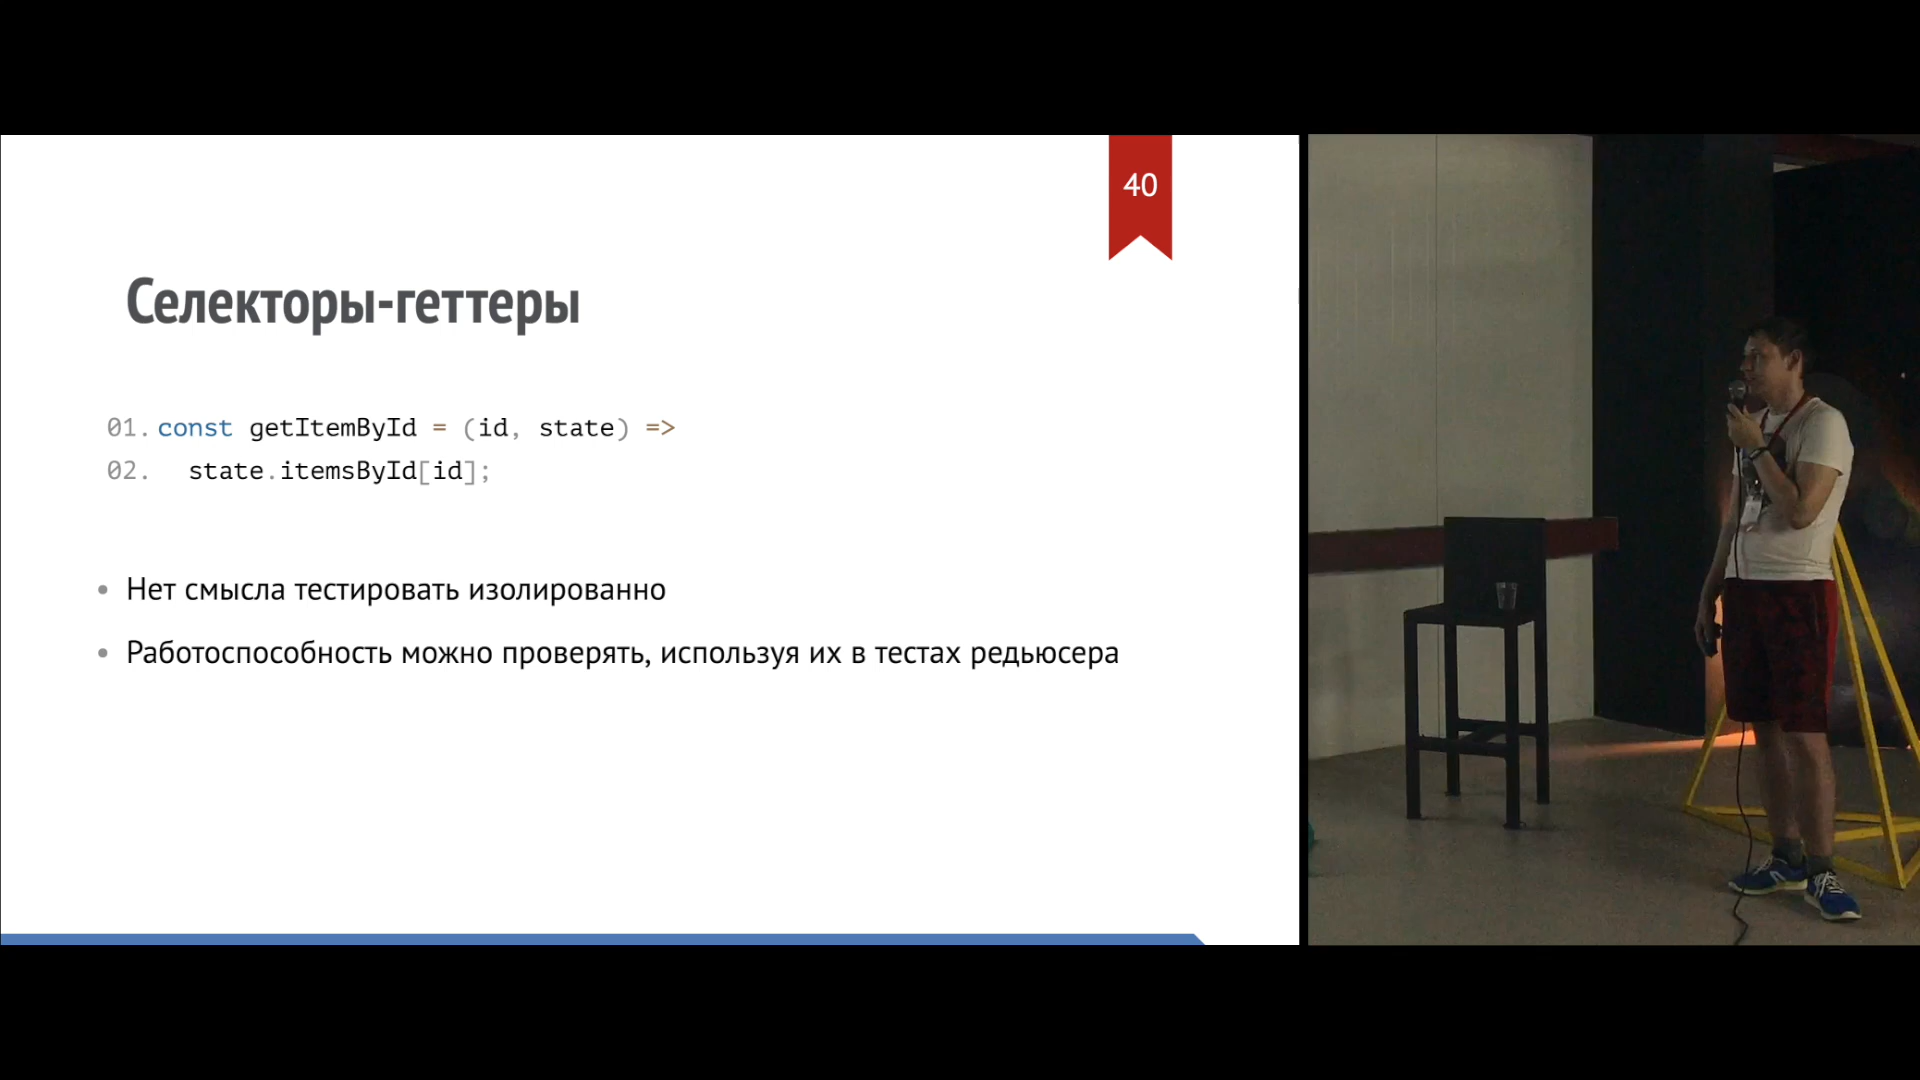 40
Селекторы-геттеры
01. const getItemById = (id, state) =>
02. state.itemsById[id];
• Нет смысла тестировать изолированно
• Работоспособность можно проверять, используя их в тестах редьюсера